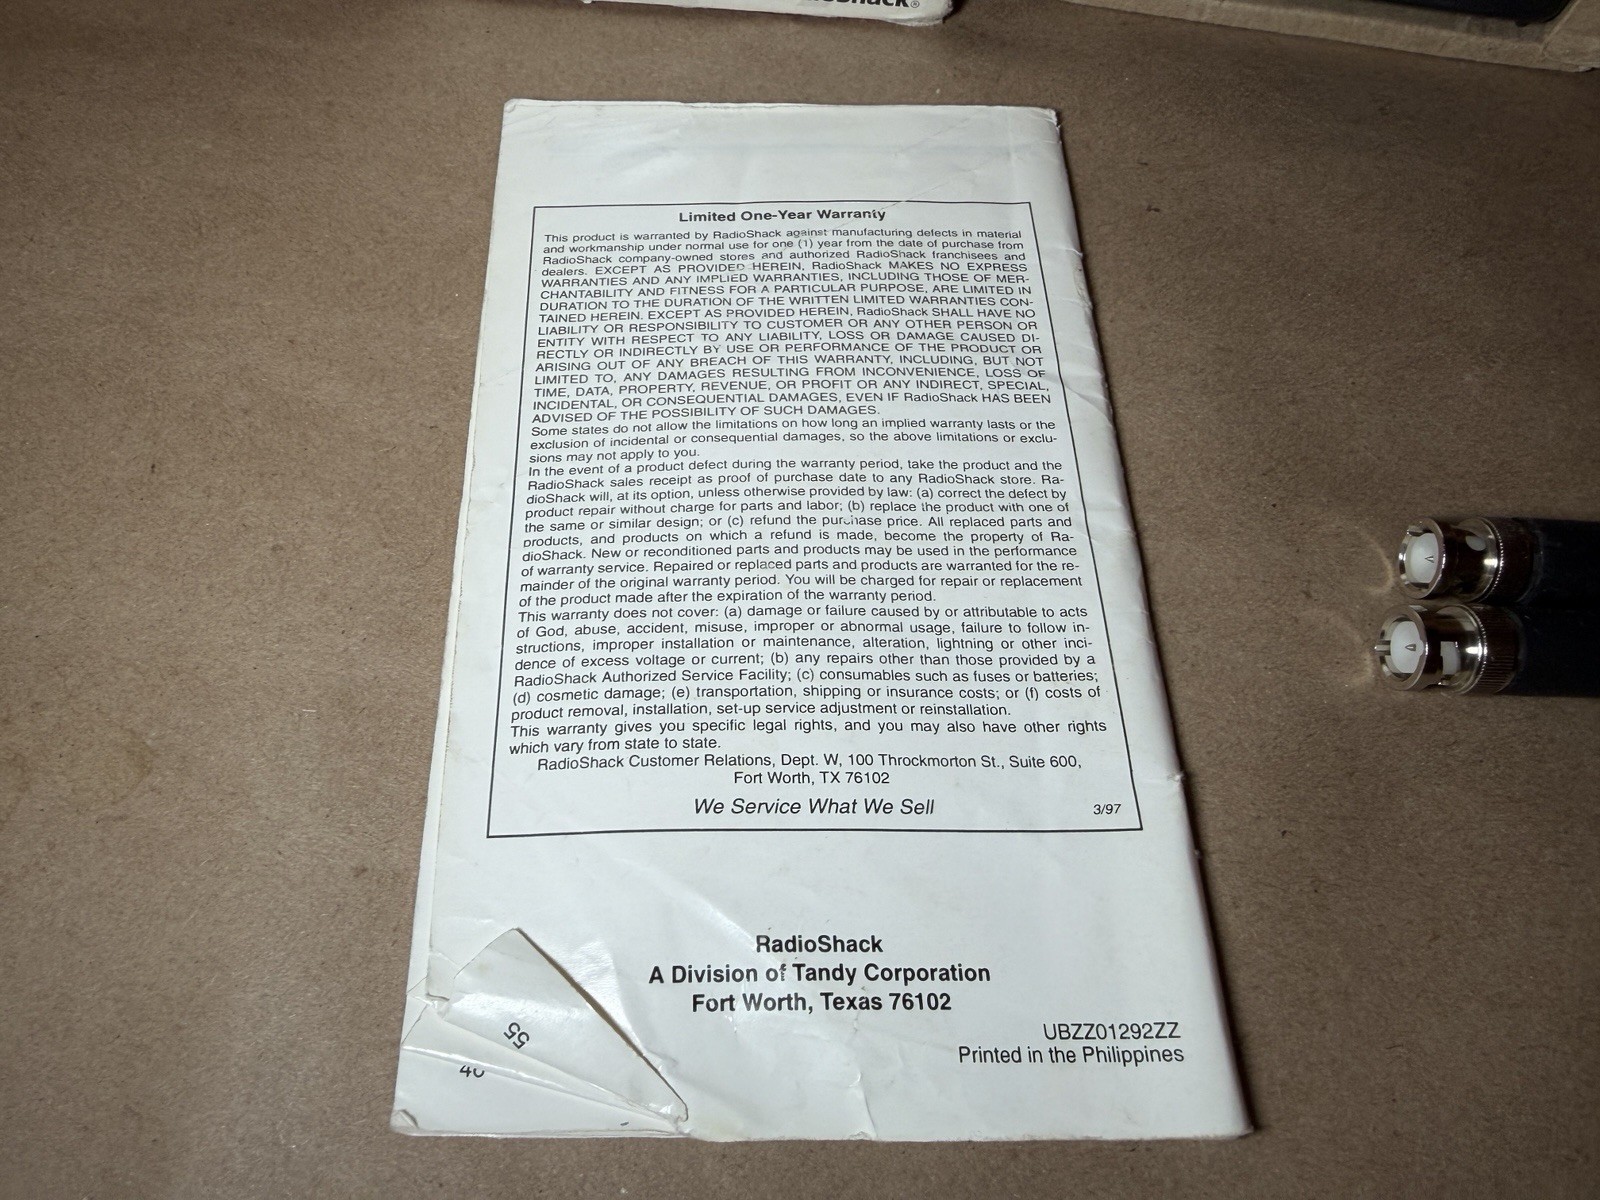 Limited One-Year Warranty
This product is warranted by RadioShack against manufacturing defects in material
and workmanship under normal use for one (1) year from the date of purchase from
RadioShack company-owned stores and authorized RadioShack franchisees and
dealers. EXCEPT AS PROVIDED HEREIN, RadioShack MAKES NO EXPRESS
WARRANTIES AND ANY IMPLIED WARRANTIES, INCLUDING THOSE OF MER-
CHANTABILITY AND FITNESS FOR A PARTICULAR PURPOSE, ARE LIMITED IN
DURATION TO THE DURATION OF THE WRITTEN LIMITED WARRANTIES CON-
TAINED HEREIN. EXCEPT AS PROVIDED HEREIN, RadioShack SHALL HAVE NO
LIABILITY OR RESPONSIBILITY TO CUSTOMER OR ANY OTHER PERSON OR
ENTITY WITH RESPECT TO ANY LIABILITY, LOSS OR DAMAGE CAUSED DI-
RECTLY OR INDIRECTLY BY USE OR PERFORMANCE OF THE PRODUCT OR
ARISING OUT OF ANY BREACH OF THIS WARRANTY, INCLUDING, BUT NOT
LIMITED TO, ANY DAMAGES RESULTING FROM INCONVENIENCE, LOSS OF
TIME, DATA, PROPERTY, REVENUE, OR PROFIT OR ANY INDIRECT, SPECIAL,
INCIDENTAL, OR CONSEQUENTIAL DAMAGES, EVEN IF RadioShack HAS BEEN
ADVISED OF THE POSSIBILITY OF SUCH DAMAGES.
Some states do not allow the limitations on how long an implied warranty lasts or the
exclusion of incidental or consequential damages, so the above limitations or exclu-
sions may not apply to you.
In the event of a product defect during the warranty period, take the product and the
RadioShack sales receipt as proof of purchase date to any RadioShack store. Ra-
dioShack will, at its option, unless otherwise provided by law: (a) correct the defect by
product repair without charge for parts and labor; (b) replace the product with one of
the same or similar design; or (c) refund the purchase price. All replaced parts and
products, and products on which a refund is made, become the property of Ra-
dioShack. New or reconditioned parts and products may be used in the performance
of warranty service. Repaired or replaced parts and products are warranted for the re-
mainder of the original warranty period. You will be charged for repair or replacement
of the product made after the expiration of the warranty period.
This warranty does not cover: (a) damage or failure caused by or attributable to acts
of God, abuse, accident, misuse, improper or abnormal usage, failure to follow in-
structions, improper installation or maintenance, alteration, lightning or other inci-
dence of excess voltage or current; (b) any repairs other than those provided by a
RadioShack Authorized Service Facility; (c) consumables such as fuses or batteries;
(d) cosmetic damage; (e) transportation, shipping or insurance costs; or (f) costs of
product removal, installation, set-up service adjustment or reinstallation.
This warranty gives you specific legal rights, and you may also have other rights
which vary from state to state.
RadioShack Customer Relations, Dept. W, 100 Throckmorton St., Suite 600,
Fort Worth, TX 76102
We Service What We Sell
3/97
RadioShack
A Division of Tandy Corporation
Fort Worth, Texas 76102
UBZZ01292ZZ
Printed in the Philippines
55